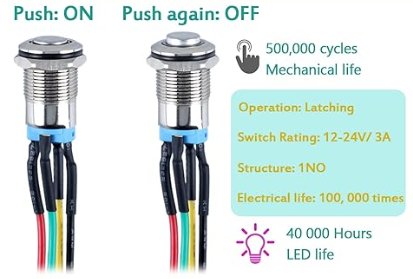 Push: ON
Push again: OFF
500,000 cycles
Mechanical life
Operation: Latching
Switch Rating: 12-24V/ 3A
Structure: 1NO
Electrical life: 100, 000 times
40 000 Hours
LED life